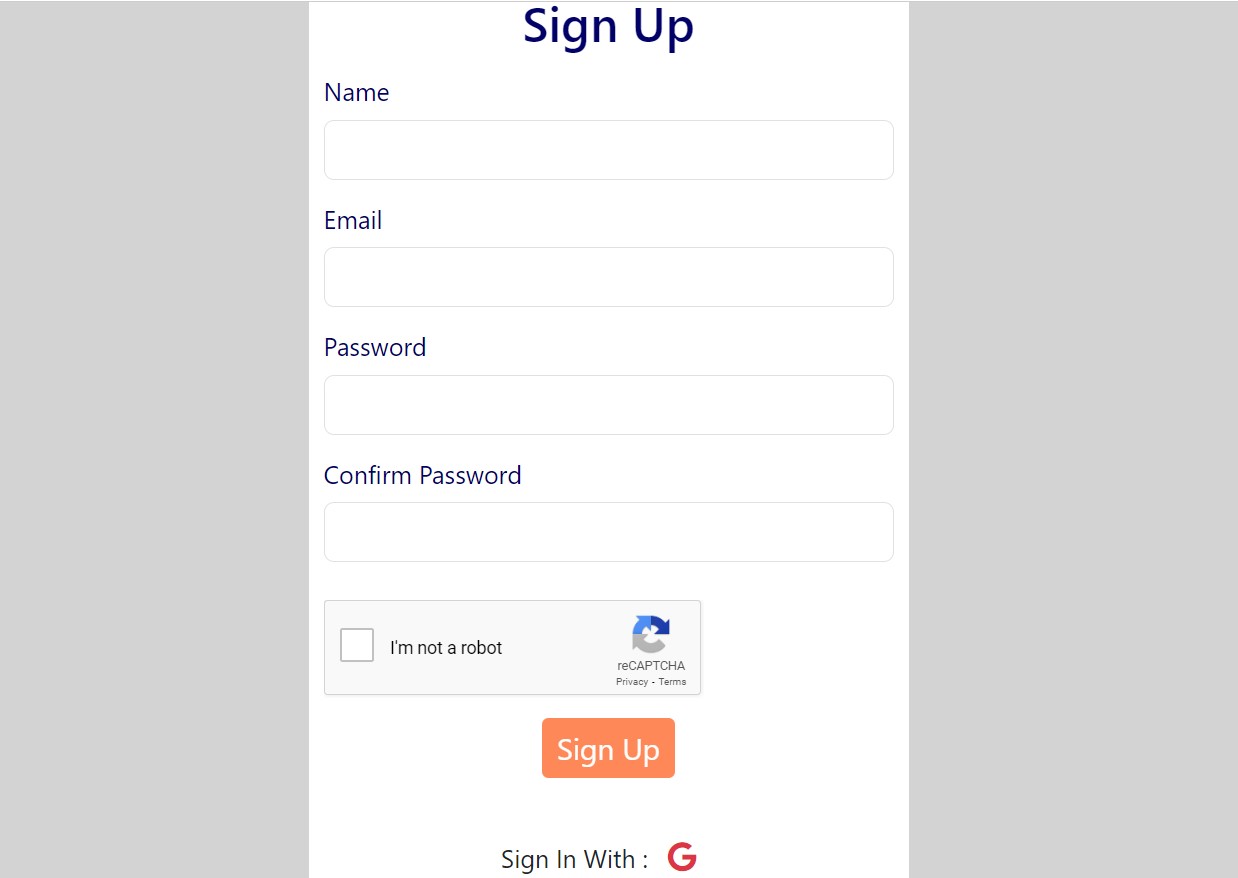 Sign Up
Name
Email
Password
Confirm Password
I'm not a robot
reCAPTCHA
Privacy - Terms
Sign Up
Sign In With : G